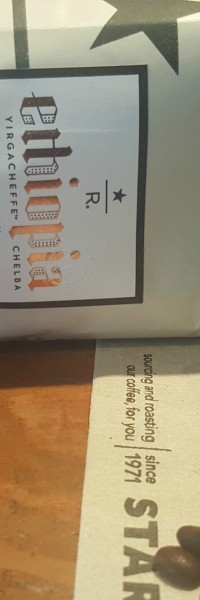 R.
ethiopia
YIRGACHEFFE™ CHELBA
sourcing and roasting
our coffee, for you
since
1971
STAR